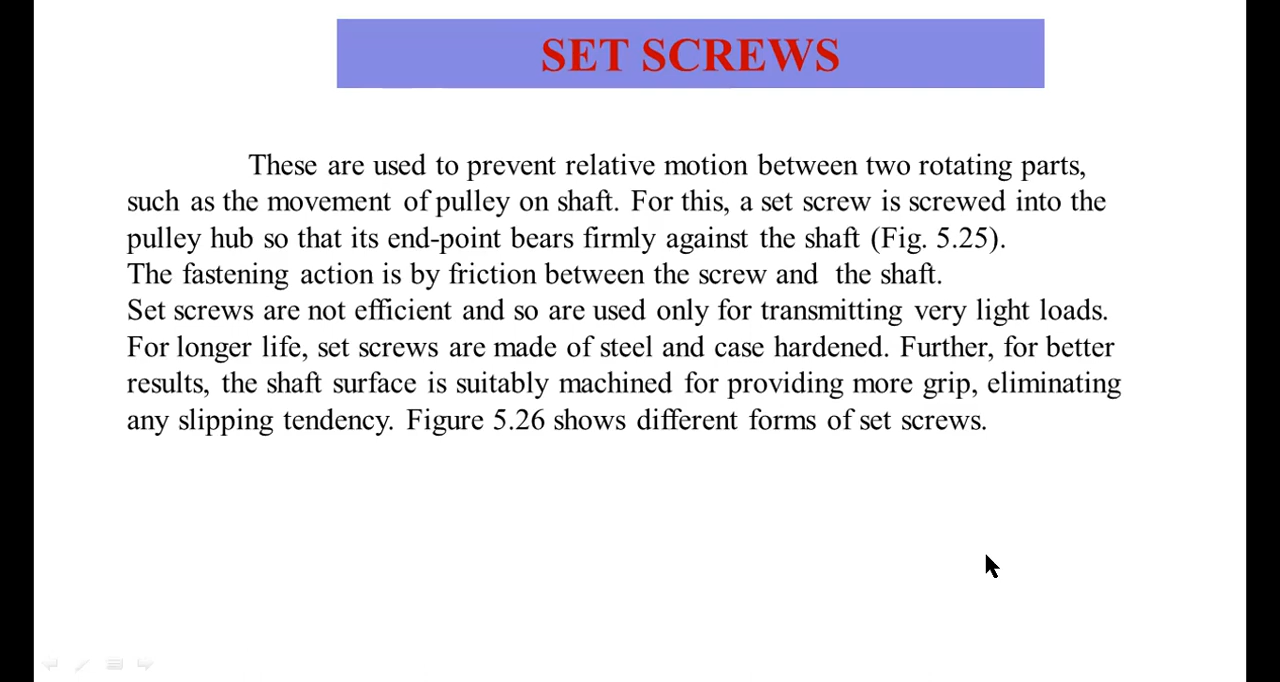 SET SCREWS
These are used to prevent relative motion between two rotating parts,
such as the movement of pulley on shaft. For this, a set screw is screwed into the
pulley hub so that its end-point bears firmly against the shaft (Fig. 5.25).
The fastening action is by friction between the screw and the shaft.
Set screws are not efficient and so are used only for transmitting very light loads.
For longer life, set screws are made of steel and case hardened. Further, for better
results, the shaft surface is suitably machined for providing more grip, eliminating
any slipping tendency. Figure 5.26 shows different forms of set screws.